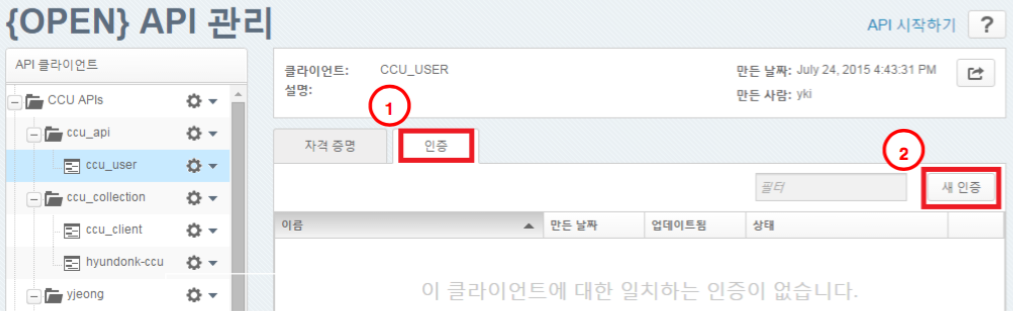 {OPEN} API 관리
API 시작하기 ?
API 클라이언트
CCU APIs
ccu_api
ccu_user
ccu_collection
ccu_client
hyundonk-ccu
yjeong
클라이언트: CCU_USER
설명:
만든 날짜: July 24, 2015 4:43:31 PM
만든 사람: yki
1
자격 증명 인증
2
필터 새 인증
이름 만든 날짜 업데이트됨 상태
이 클라이언트에 대한 일치하는 인증이 없습니다.